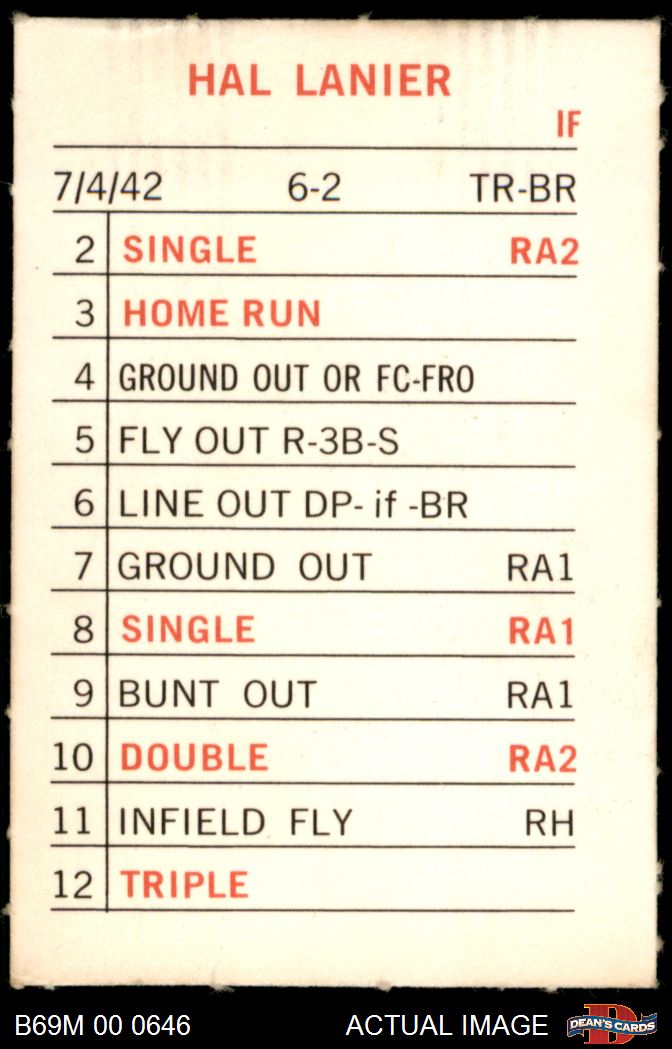 HAL LANIER
IF
7/4/42 6-2 TR-BR
2 SINGLE RA2
3 HOME RUN
4 GROUND OUT OR FC-FRO
5 FLY OUT R-3B-S
6 LINE OUT DP- if -BR
7 GROUND OUT RA1
8 SINGLE RA1
9 BUNT OUT RA1
10 DOUBLE RA2
11 INFIELD FLY RH
12 TRIPLE
B69M 00 0646 ACTUAL IMAGE D DEAN'S CARDS